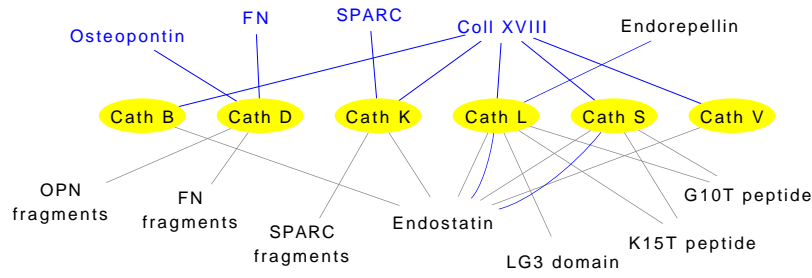 FN
SPARC
Osteopontin
Coll XVIII
Endorepellin
Cath B
Cath D
Cath K
Cath L
Cath S
Cath V
OPN
fragments
FN
fragments
SPARC
fragments
Endostatin
LG3 domain
K15T peptide
G10T peptide